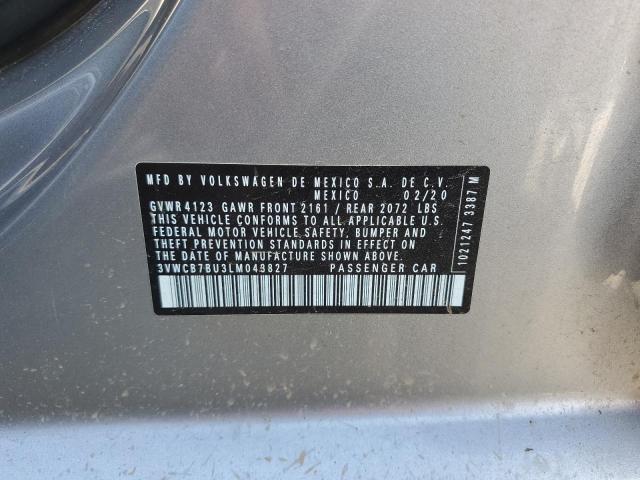 MFD BY VOLKSWAGEN DE MEXICO S.A. DE C.V.
MEXICO 02/20
GVWR 4123 GAWR FRONT 2161 / REAR 2072 LBS
THIS VEHICLE CONFORMS TO ALL APPLICABLE U.S.
FEDERAL MOTOR VEHICLE SAFETY, BUMPER AND
THEFT PREVENTION STANDARDS IN EFFECT ON
THE DATE OF MANUFACTURE SHOWN ABOVE
3VWCB7BU3LM043827 PASSENGER CAR
1021247 3387 M